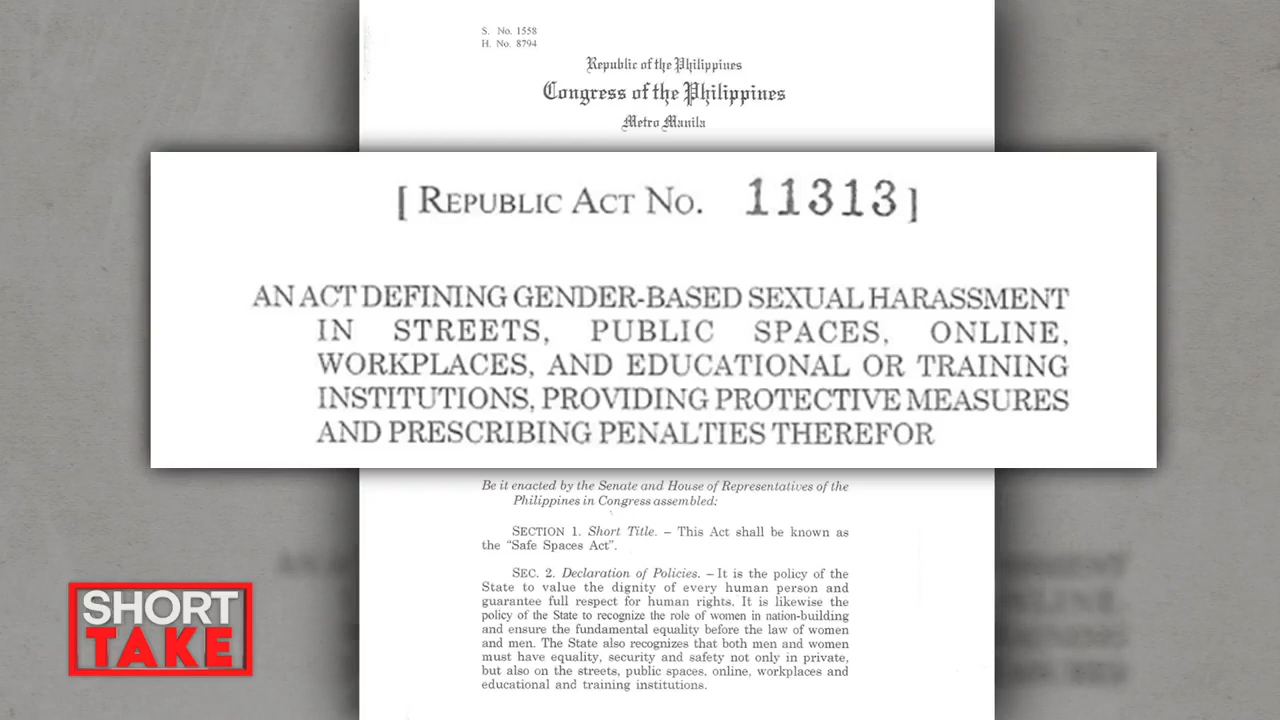 S. No. 1558
H. No. 8794
Republic of the Philippines
Congress of the Philippines
Metro Manila
[ REPUBLIC ACT NO. 11313 ]
AN ACT DEFINING GENDER-BASED SEXUAL HARASSMENT
IN STREETS, PUBLIC SPACES, ONLINE,
WORKPLACES, AND EDUCATIONAL OR TRAINING
INSTITUTIONS, PROVIDING PROTECTIVE MEASURES
AND PRESCRIBING PENALTIES THEREFOR
Be it enacted by the Senate and House of Representatives of the
Philippines in Congress assembled:
SECTION 1. Short Title. – This Act shall be known as
the “Safe Spaces Act”.
SEC. 2. Declaration of Policies. – It is the policy of the
State to value the dignity of every human person and
guarantee full respect for human rights. It is likewise the
policy of the State to recognize the role of women in nation-building
and ensure the fundamental equality before the law of women
and men. The State also recognizes that both men and women
must have equality, security and safety not only in private,
but also on the streets, public spaces, online, workplaces and
educational and training institutions.
SHORT
TAKE